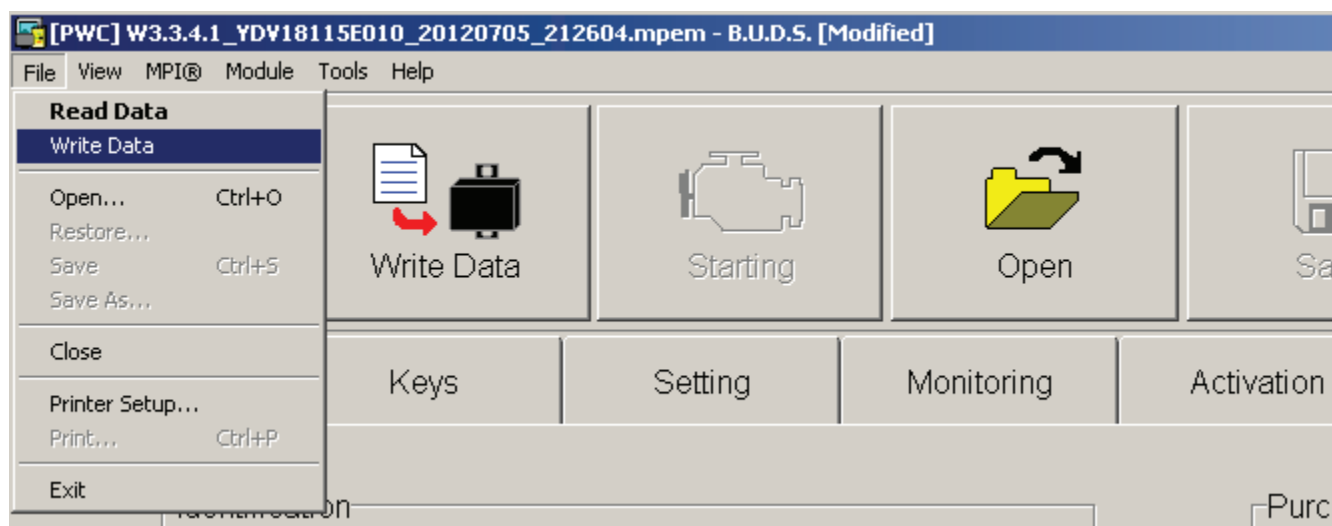 [PWC] W3.3.4.1_YDV18115E010_20120705_212604.mpem - B.U.D.S. [Modified]
File View MPI® Module Tools Help
Read Data
Write Data
Open... Ctrl+O
Restore...
Save Ctrl+S
Save As...
Close
Printer Setup...
Print... Ctrl+P
Exit
Write Data
Starting
Open
Sa
Keys
Setting
Monitoring
Activation
Purc